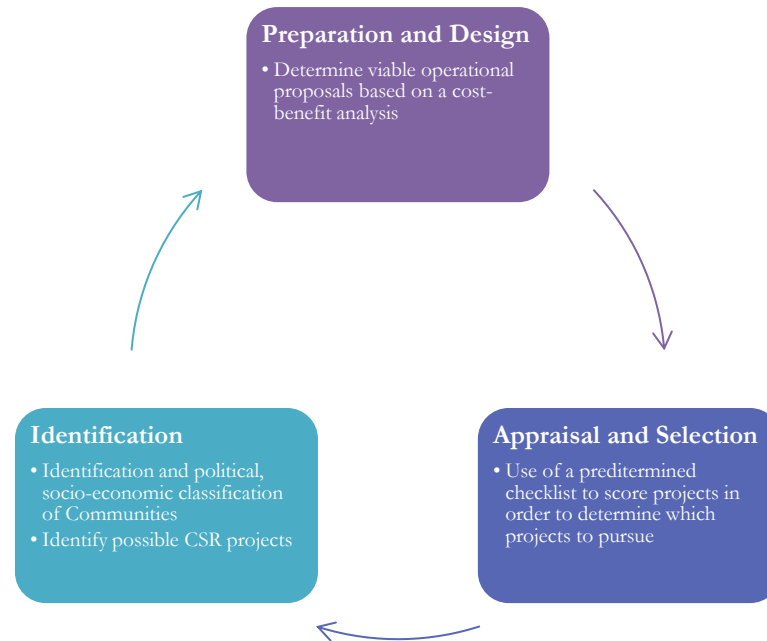 Preparation and Design
• Determine viable operational
proposals based on a cost-
benefit analysis
Identification
• Identification and political,
socio-economic classification
of Communities
• Identify possible CSR projects
Appraisal and Selection
• Use of a preditermined
checklist to score projects in
order to determine which
projects to pursue